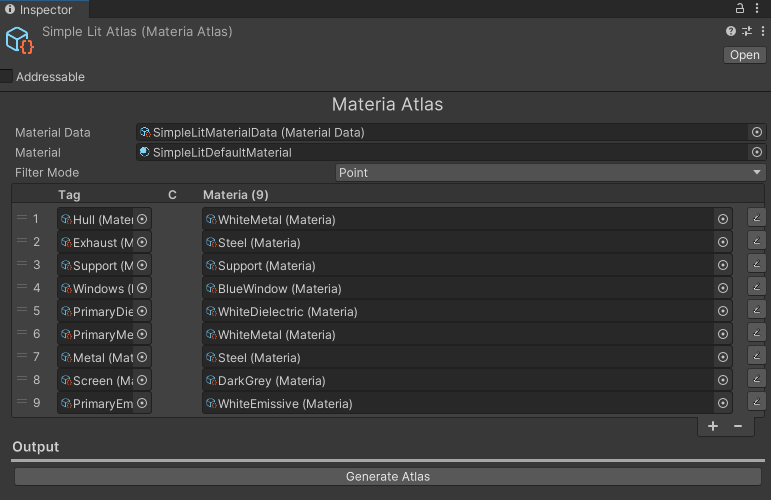 Inspector
Simple Lit Atlas (Materia Atlas)
Open
Addressable
Materia Atlas
Material Data SimpleLitMaterialData (Material Data)
Material SimpleLitDefaultMaterial
Filter Mode Point
Tag C Materia (9)
1 Hull (Mater WhiteMetal (Materia)
2 Exhaust (M Steel (Materia)
3 Support (M Support (Materia)
4 Windows ( BlueWindow (Materia)
5 PrimaryDie WhiteDielectric (Materia)
6 PrimaryMe WhiteMetal (Materia)
7 Metal (Mat Steel (Materia)
8 Screen (Ma DarkGrey (Materia)
9 PrimaryEm WhiteEmissive (Materia)
+ −
Output
Generate Atlas